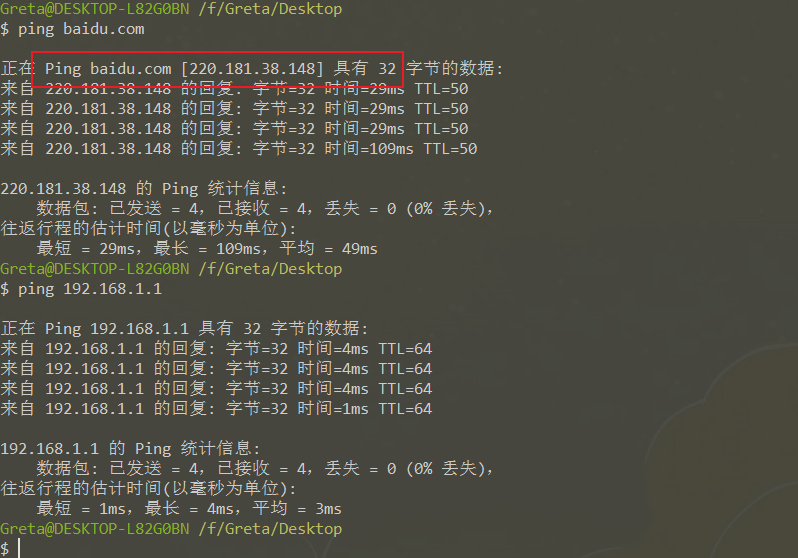 Greta@DESKTOP-L82G0BN /f/Greta/Desktop
$ ping baidu.com
正在 Ping baidu.com [220.181.38.148] 具有 32 字节的数据:
来自 220.181.38.148 的回复: 字节=32 时间=29ms TTL=50
来自 220.181.38.148 的回复: 字节=32 时间=29ms TTL=50
来自 220.181.38.148 的回复: 字节=32 时间=29ms TTL=50
来自 220.181.38.148 的回复: 字节=32 时间=109ms TTL=50
220.181.38.148 的 Ping 统计信息:
数据包: 已发送 = 4，已接收 = 4，丢失 = 0 (0% 丢失)，
往返行程的估计时间(以毫秒为单位):
最短 = 29ms，最长 = 109ms，平均 = 49ms
Greta@DESKTOP-L82G0BN /f/Greta/Desktop
$ ping 192.168.1.1
正在 Ping 192.168.1.1 具有 32 字节的数据:
来自 192.168.1.1 的回复: 字节=32 时间=4ms TTL=64
来自 192.168.1.1 的回复: 字节=32 时间=4ms TTL=64
来自 192.168.1.1 的回复: 字节=32 时间=4ms TTL=64
来自 192.168.1.1 的回复: 字节=32 时间=1ms TTL=64
192.168.1.1 的 Ping 统计信息:
数据包: 已发送 = 4，已接收 = 4，丢失 = 0 (0% 丢失)，
往返行程的估计时间(以毫秒为单位):
最短 = 1ms，最长 = 4ms，平均 = 3ms
Greta@DESKTOP-L82G0BN /f/Greta/Desktop
$